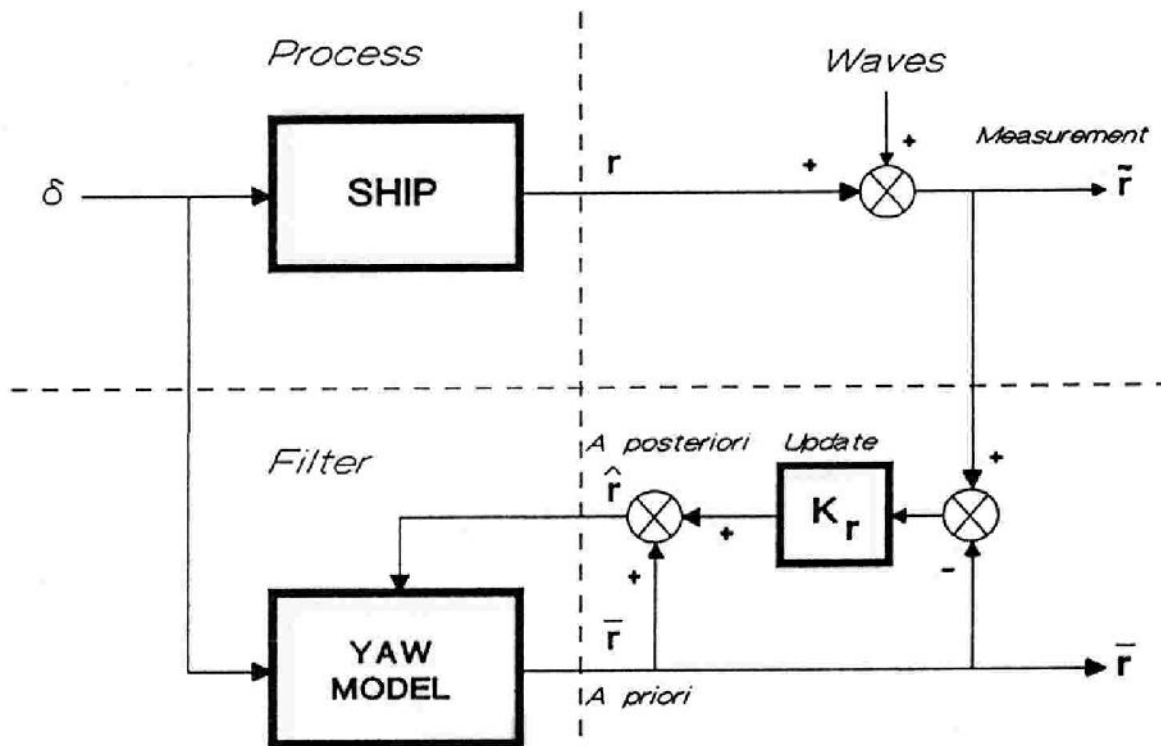 Process
Waves
+
+
Measurement
δ
SHIP
r
r̃
Filter
A posteriori
Update
r̂
K_r
+
+
+
-
YAW
MODEL
r̄
A priori
r̄